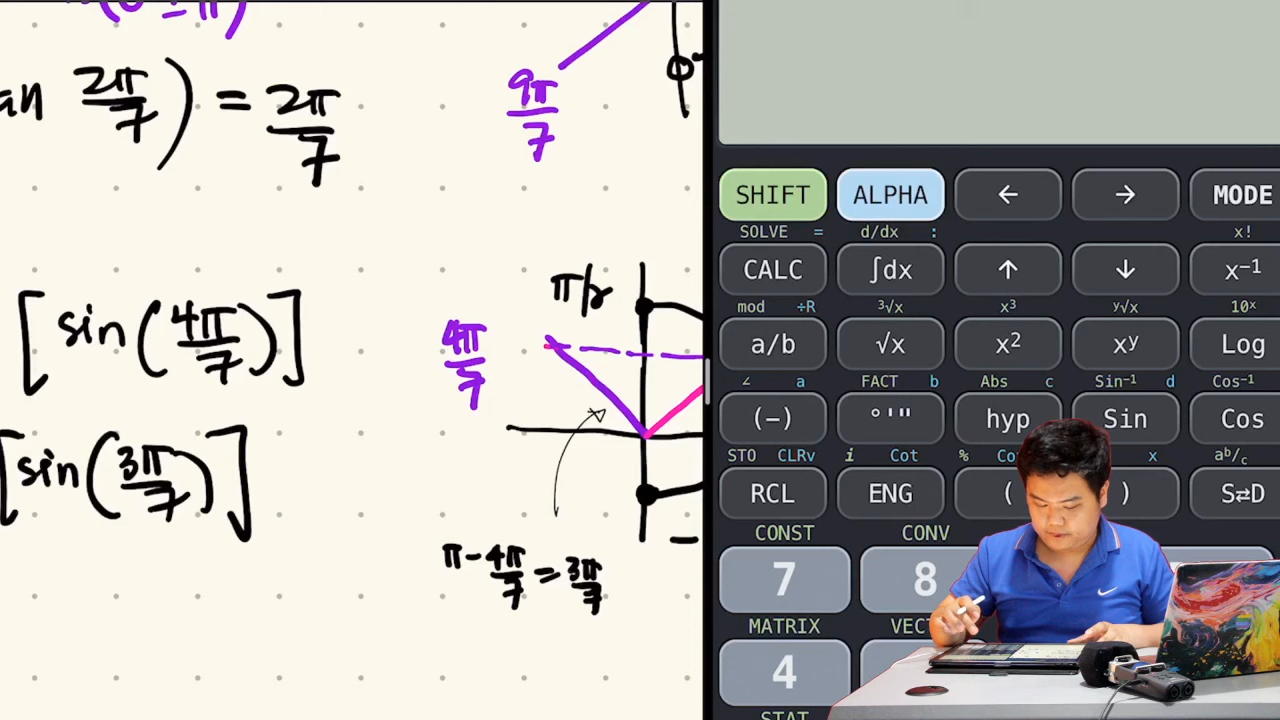 an 2π/7) = 2π/7
9π/7
[sin(4π/7)]
[sin(3π/7)]
π/2
4π/7
π - 4π/7 = 3π/7
SHIFT ALPHA ← → MODE
SOLVE = d/dx : x!
CALC ∫dx ↑ ↓ x⁻¹
mod ÷R ³√x x³ ʸ√x 10ˣ
a/b √x x² xʸ Log
∠ a FACT b Abs c Sin⁻¹ d Cos⁻¹
(−) °'" hyp Sin Cos
STO CLRv i Cot % x aᵇ/c
RCL ENG ( ) S⇄D
CONST CONV
7 8
MATRIX
4
STAT